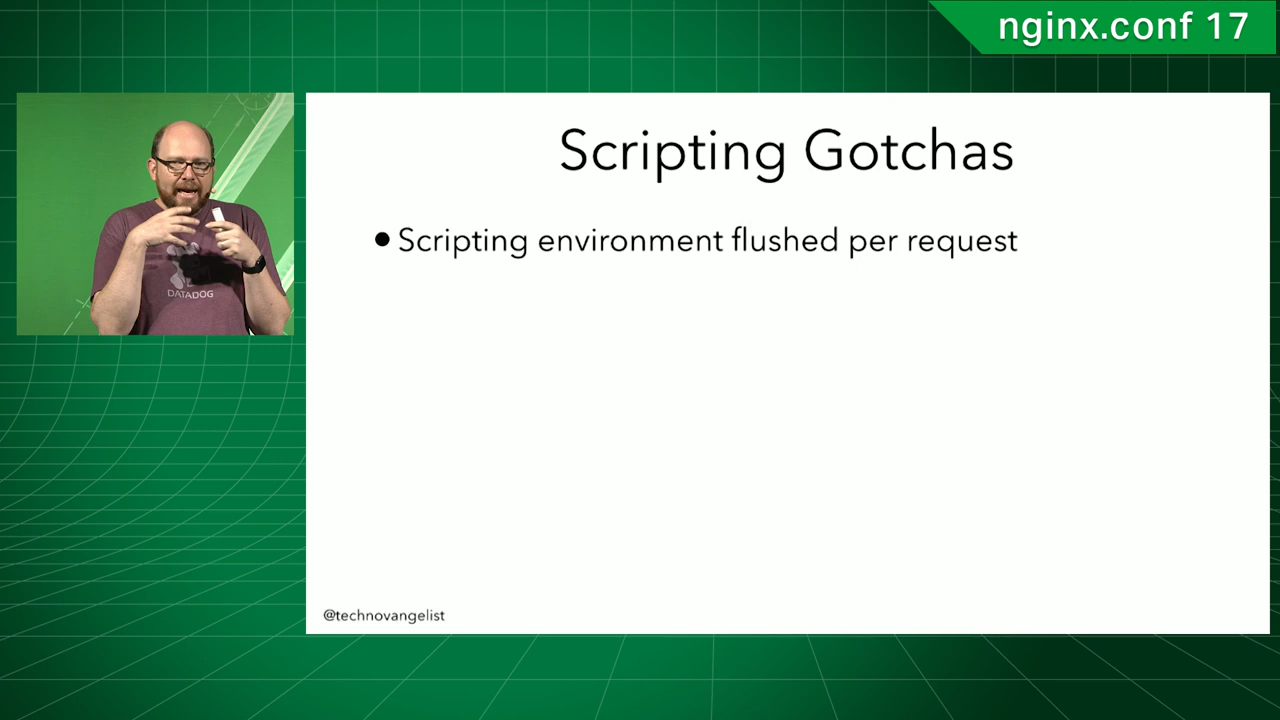 nginx.conf 17
Scripting Gotchas
• Scripting environment flushed per request
DATADOG
@technovangelist